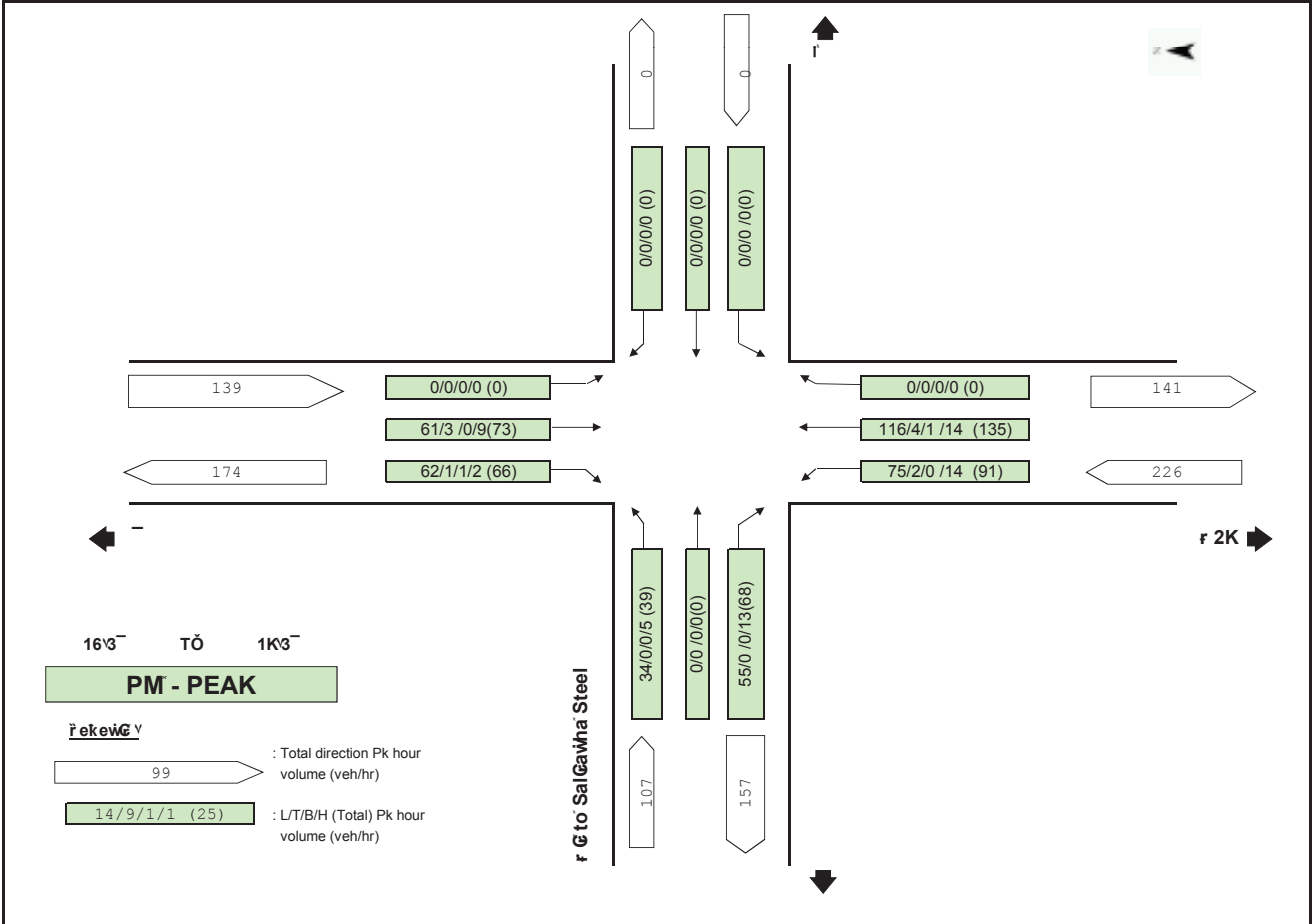 0
0
0/0/0/0 (0)
0/0/0/0 (0)
0/0/0 /0(0)
139
0/0/0/0 (0)
0/0/0/0 (0)
141
61/3 /0/9(73)
116/4/1 /14 (135)
174
62/1/1/2 (66)
75/2/0 /14 (91)
226
2K
34/0/0/5 (39)
0/0 /0/0(0)
55/0 /0/13(68)
PM - PEAK
Steel
: Total direction Pk hour
volume (veh/hr)
99
107
157
14/9/1/1 (25)
: L/T/B/H (Total) Pk hour
volume (veh/hr)